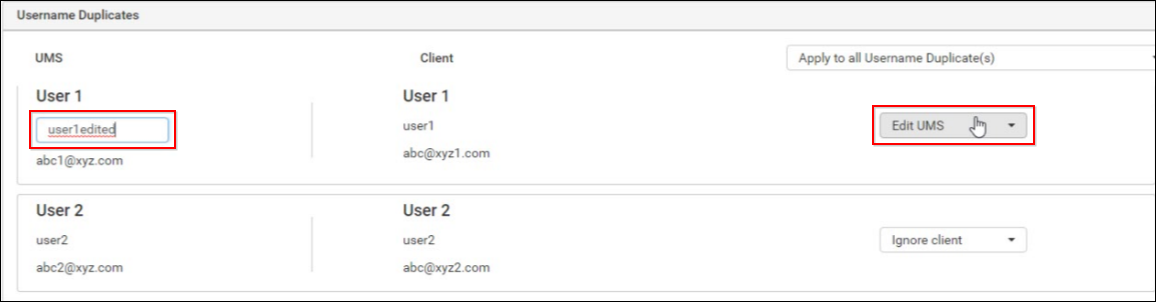 Username Duplicates
UMS Client Apply to all Username Duplicate(s)
User 1 User 1
user1edited user1 Edit UMS
abc1@xyz.com abc@xyz1.com
User 2 User 2
user2 user2 Ignore client
abc2@xyz.com abc@xyz2.com